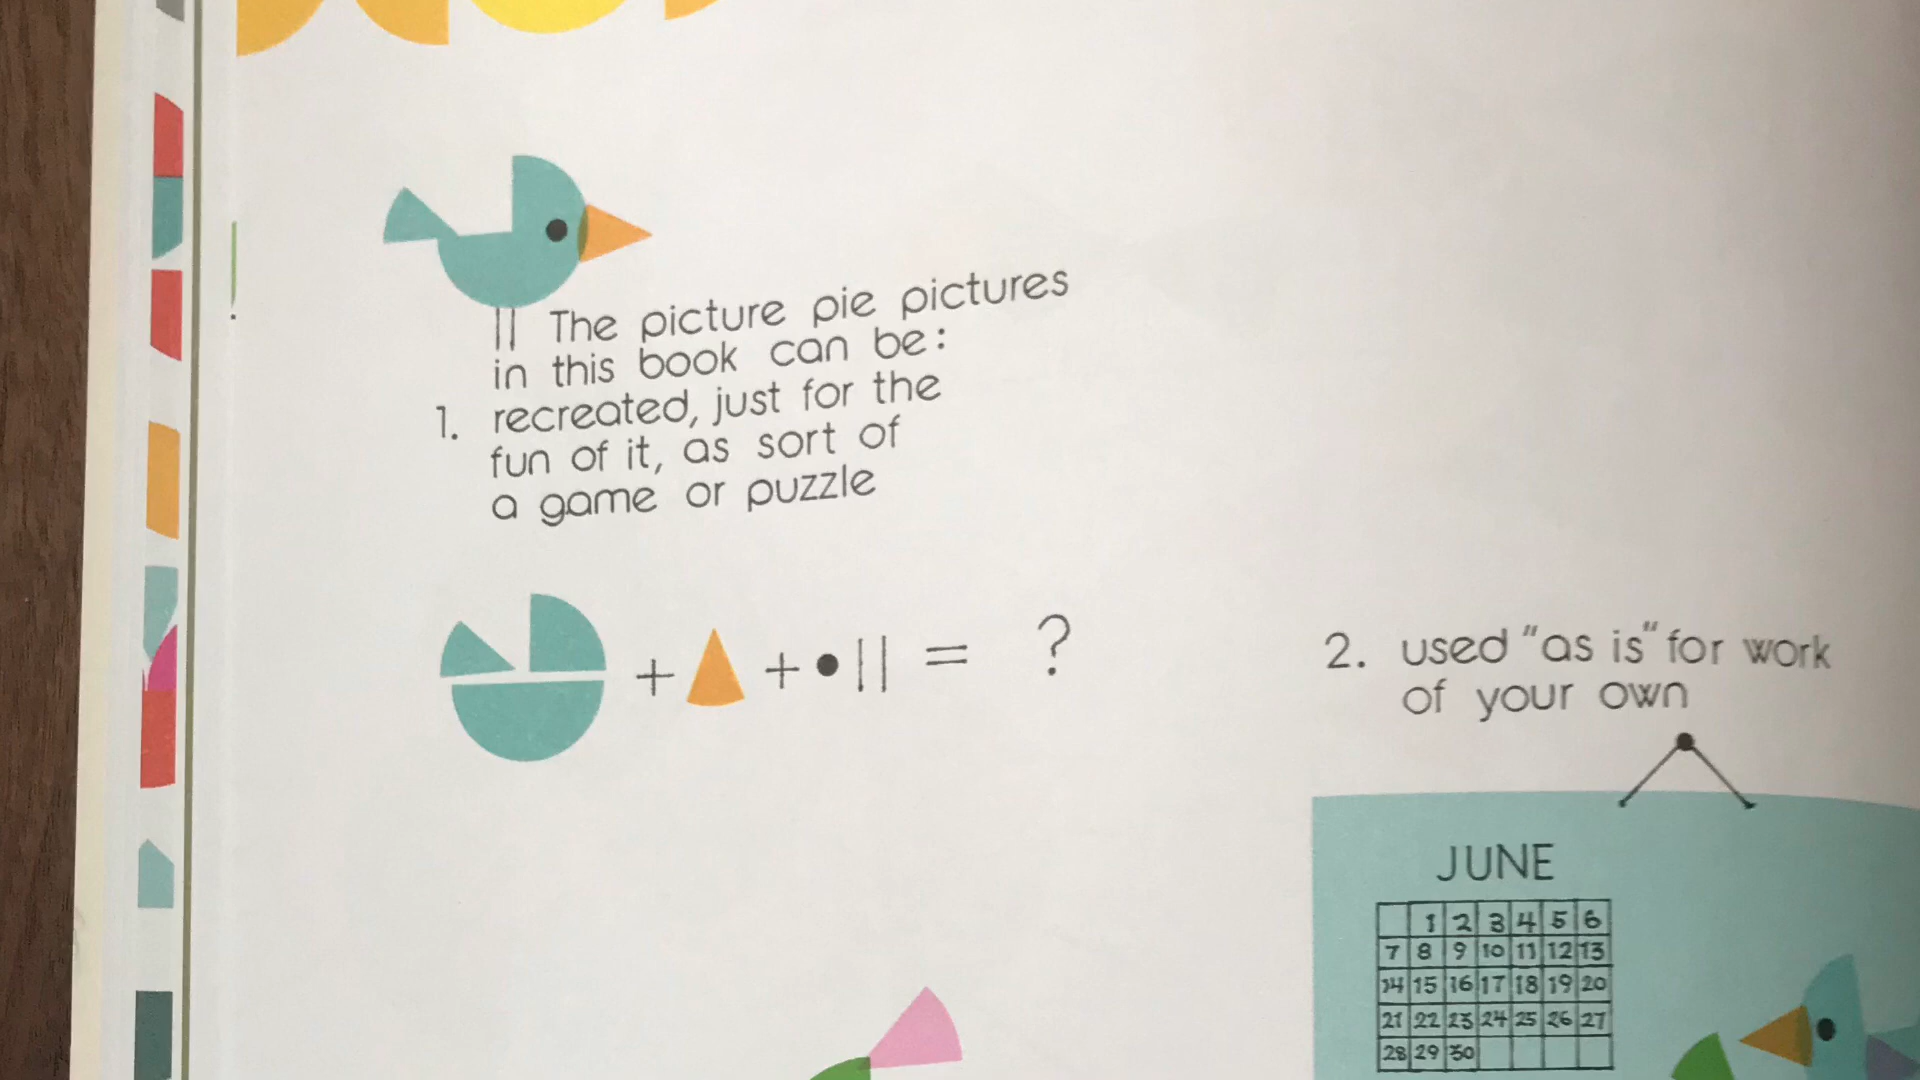 The picture pie pictures
in this book can be:
1. recreated, just for the
fun of it, as sort of
a game or puzzle
+ + • | | = ?
2. used "as is" for work
of your own
JUNE
1 2 3 4 5 6
7 8 9 10 11 12 13
14 15 16 17 18 19 20
21 22 23 24 25 26 27
28 29 30